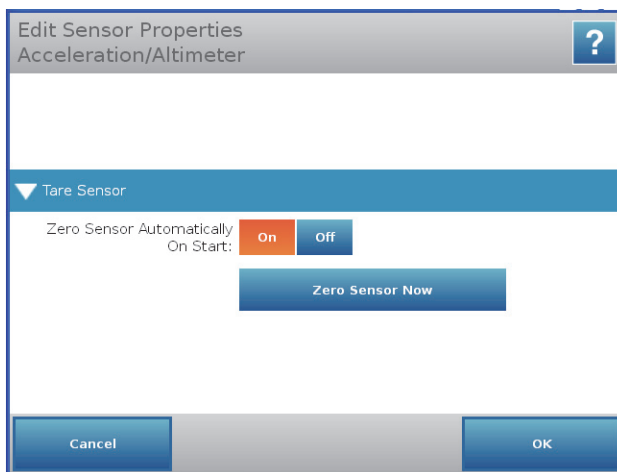 Edit Sensor Properties
Acceleration/Altimeter
?
Tare Sensor
Zero Sensor Automatically
On Start:
On
Off
Zero Sensor Now
Cancel
OK